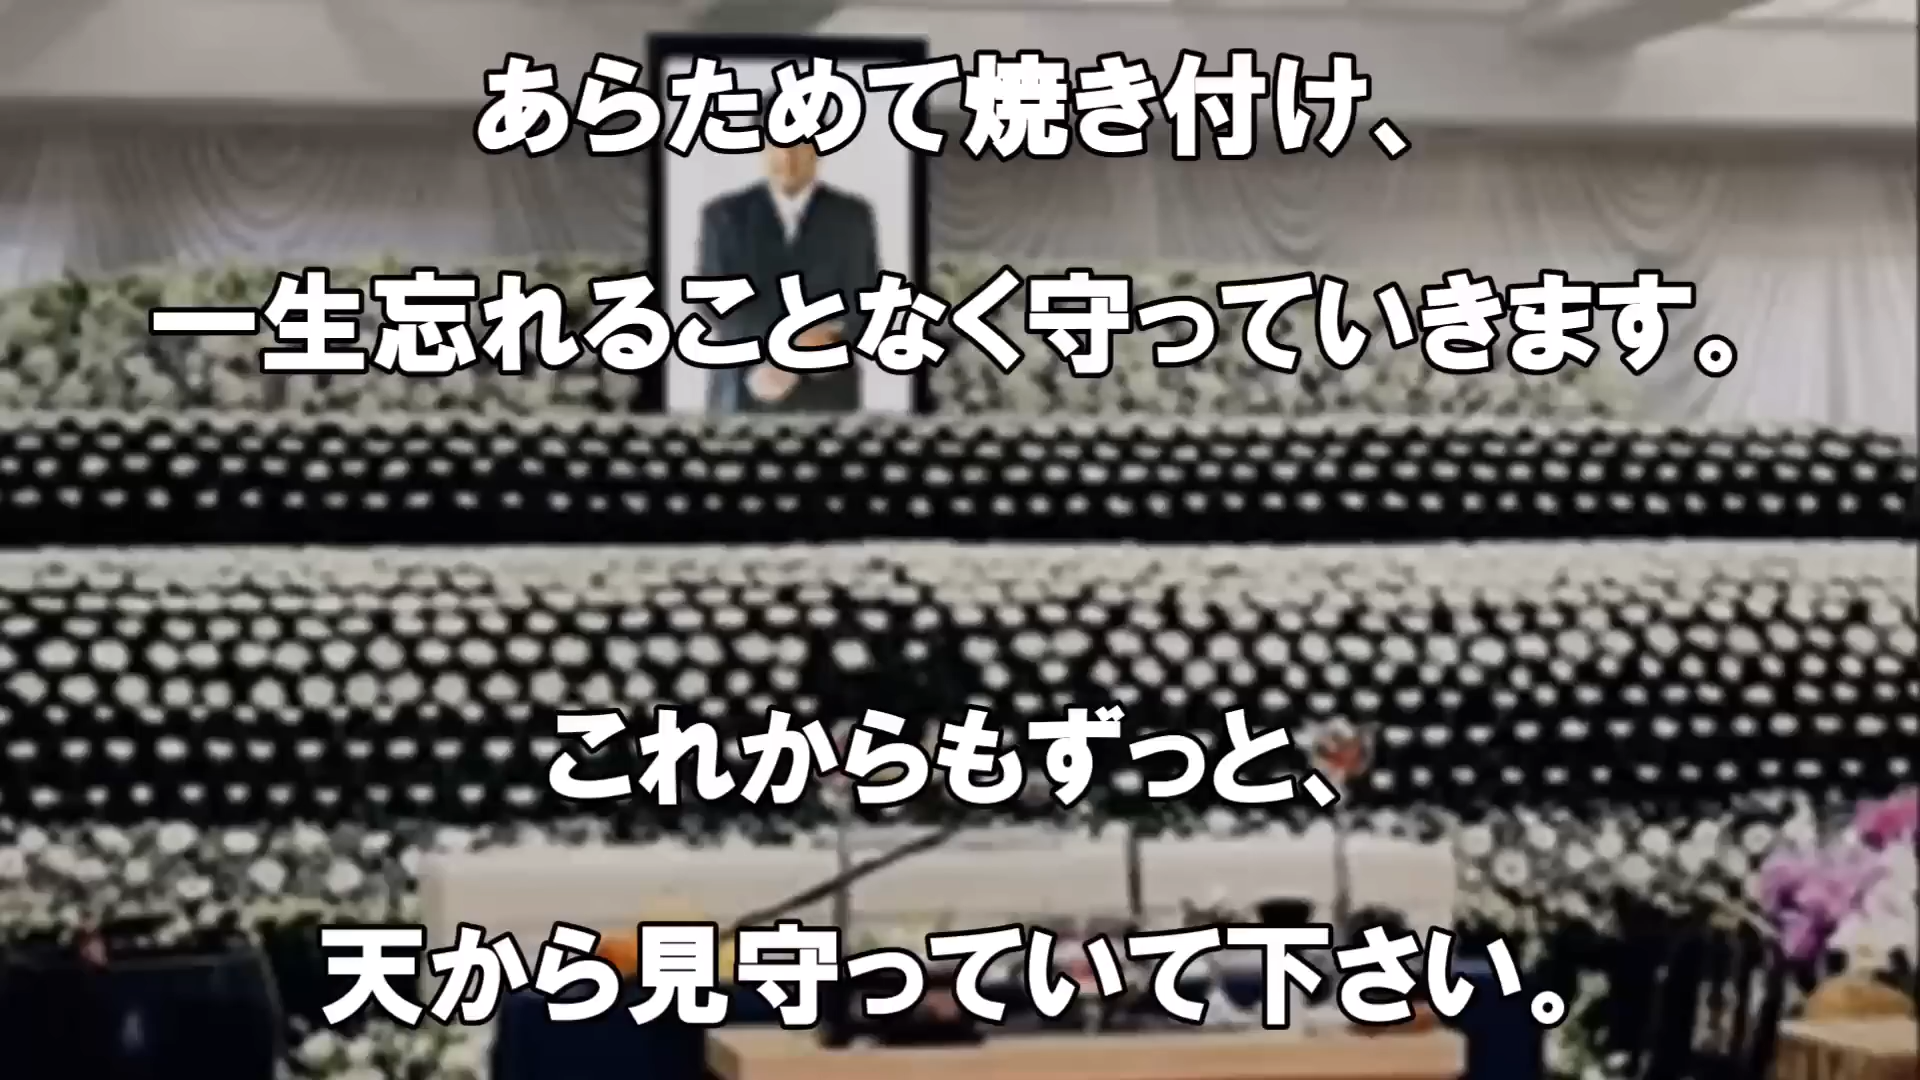 あらためて焼き付け、
一生忘れることなく守っていきます。
これからもずっと、
天から見守っていて下さい。